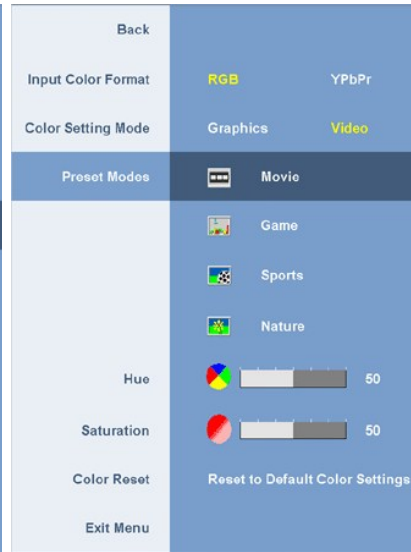 Back
Input Color Format RGB YPbPr
Color Setting Mode Graphics Video
Preset Modes Movie
Game
Sports
Nature
Hue 50
Saturation 50
Color Reset Reset to Default Color Settings
Exit Menu